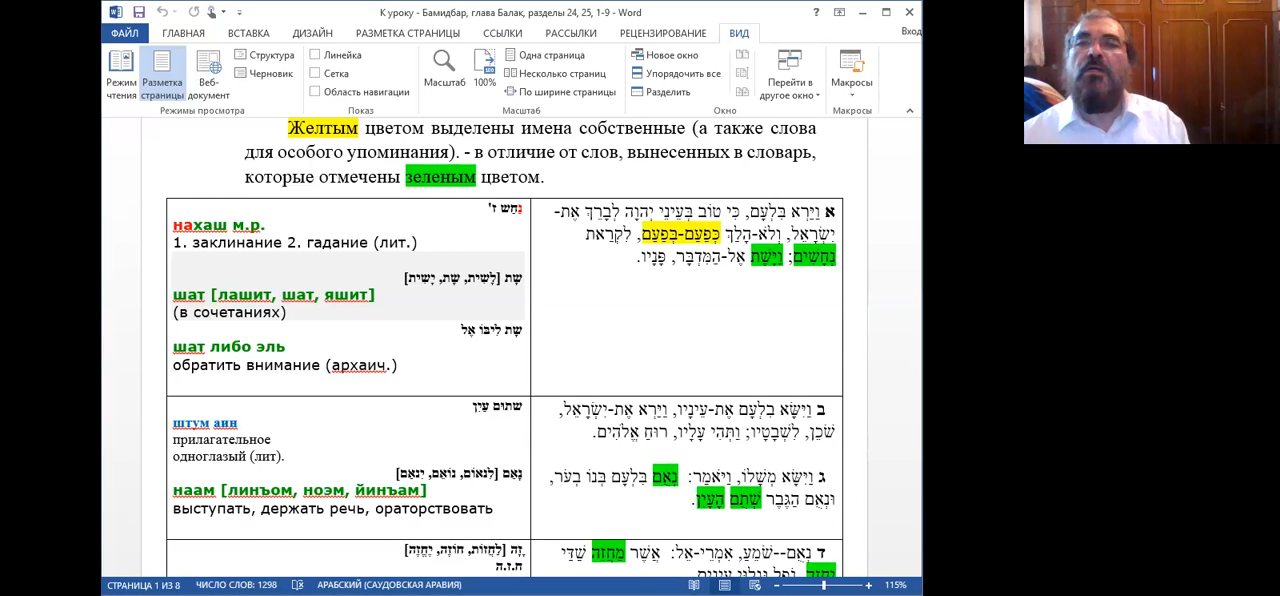 К уроку - Бамидбар, глава Балак, разделы 24, 25, 1-9 - Word
ФАЙЛ ГЛАВНАЯ ВСТАВКА ДИЗАЙН РАЗМЕТКА СТРАНИЦЫ ССЫЛКИ РАССЫЛКИ РЕЦЕНЗИРОВАНИЕ ВИД Вход
Режим чтения
Разметка страницы
Веб-документ
Структура
Черновик
Режимы просмотра
Линейка
Сетка
Область навигации
Показ
Масштаб
100%
Одна страница
Несколько страниц
По ширине страницы
Масштаб
Новое окно
Упорядочить все
Разделить
Перейти в другое окно
Окно
Макросы
Макросы
Желтым цветом выделены имена собственные (а также слова
для особого упоминания). - в отличие от слов, вынесенных в словарь,
которые отмечены зеленым цветом.
נַחַשׁ ז'
нахаш м.р.
1. заклинание 2. гадание (лит.)
שָׁת [לָשִׁית, שָׁת, יָשִׁית]
шат [лашит, шат, яшит]
(в сочетаниях)
שָׁת לִיבּוֹ אֶל
шат либо эль
обратить внимание (архаич.)
א וַיַּרְא בִּלְעָם, כִּי טוֹב בְּעֵינֵי יְהוָה לְבָרֵךְ אֶת-
יִשְׂרָאֵל, וְלֹא-הָלַךְ כְּפַעַם-בְּפַעַם, לִקְרַאת
נְחָשִׁים; וַיָּשֶׁת אֶל-הַמִּדְבָּר, פָּנָיו.
שתום עַיִן
штум аин
прилагательное
одноглазый (лит).
נָאַם [לִנְאוֹם, נוֹאֵם, יִנְאַם]
наам [линъом, ноэм, йинъам]
выступать, держать речь, ораторствовать
ב וַיִּשָּׂא בִלְעָם אֶת-עֵינָיו, וַיַּרְא אֶת-יִשְׂרָאֵל,
שֹׁכֵן, לִשְׁבָטָיו; וַתְּהִי עָלָיו, רוּחַ אֱלֹהִים.
ג וַיִּשָּׂא מְשָׁלוֹ, וַיֹּאמַר: נְאֻם בִּלְעָם בְּנוֹ בְעֹר,
וּנְאֻם הַגֶּבֶר שְׁתֻם הָעָיִן.
זָה [לַחֲזוֹת, חוֹזֶה, יֶחֱזֶה]
ח.ז.ה
ד נְאֻם--שֹׁמֵעַ, אִמְרֵי-אֵל: אֲשֶׁר מַחֲזֵה שַׁדַּי
יֶחֱזֶה, נֹפֵל וּגְלוּי עֵינָיִם
СТРАНИЦА 1 ИЗ 8 ЧИСЛО СЛОВ: 1298 АРАБСКИЙ (САУДОВСКАЯ АРАВИЯ) 115%